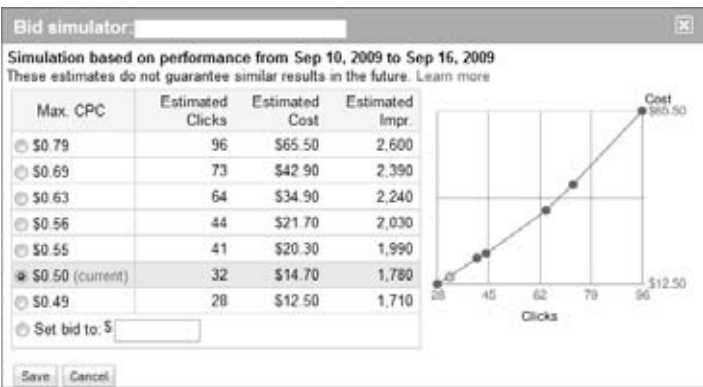 Bid simulator:
Simulation based on performance from Sep 10, 2009 to Sep 16, 2009
These estimates do not guarantee similar results in the future. Learn more
Max. CPC Estimated Clicks Estimated Cost Estimated Impr.
$0.79 96 $65.50 2,600
$0.69 73 $42.90 2,390
$0.63 64 $34.90 2,240
$0.56 44 $21.70 2,030
$0.55 41 $20.30 1,990
$0.50 (current) 32 $14.70 1,780
$0.49 28 $12.50 1,710
Set bid to: $
Save Cancel
Cost
$65.50
$12.50
28 45 62 79 96
Clicks